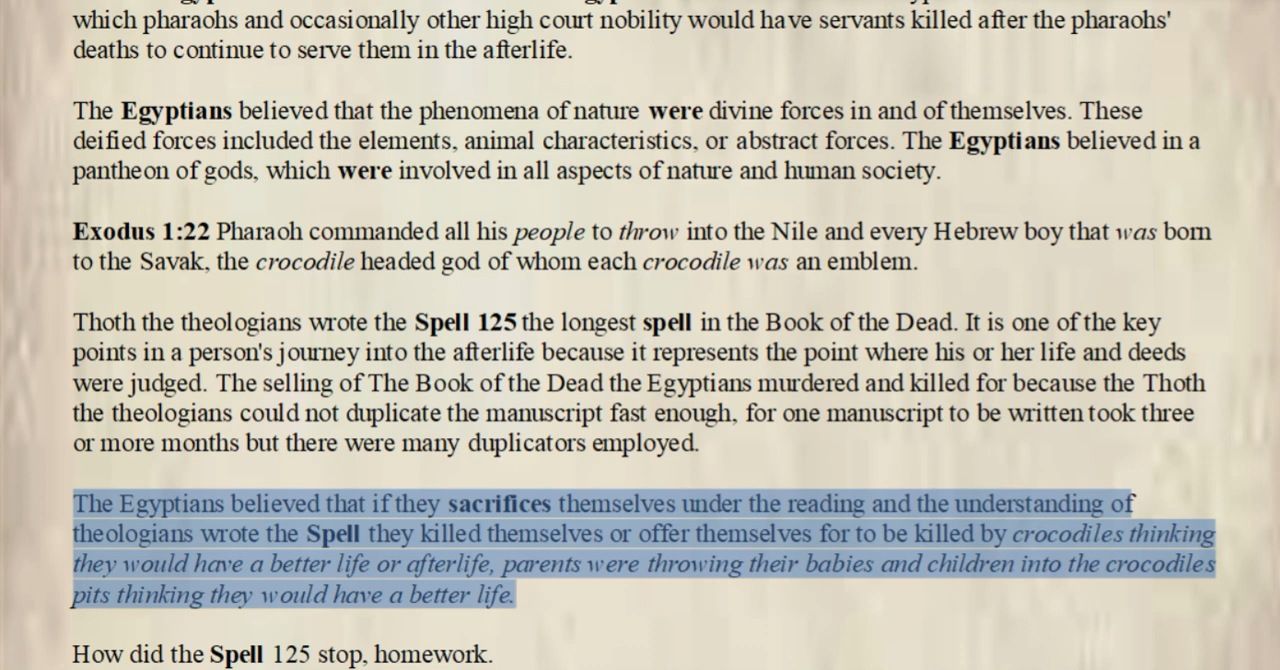 which pharaohs and occasionally other high court nobility would have servants killed after the pharaohs'
deaths to continue to serve them in the afterlife.
The Egyptians believed that the phenomena of nature were divine forces in and of themselves. These
deified forces included the elements, animal characteristics, or abstract forces. The Egyptians believed in a
pantheon of gods, which were involved in all aspects of nature and human society.
Exodus 1:22 Pharaoh commanded all his people to throw into the Nile and every Hebrew boy that was born
to the Savak, the crocodile headed god of whom each crocodile was an emblem.
Thoth the theologians wrote the Spell 125 the longest spell in the Book of the Dead. It is one of the key
points in a person's journey into the afterlife because it represents the point where his or her life and deeds
were judged. The selling of The Book of the Dead the Egyptians murdered and killed for because the Thoth
the theologians could not duplicate the manuscript fast enough, for one manuscript to be written took three
or more months but there were many duplicators employed.
The Egyptians believed that if they sacrifices themselves under the reading and the understanding of
theologians wrote the Spell they killed themselves or offer themselves for to be killed by crocodiles thinking
they would have a better life or afterlife, parents were throwing their babies and children into the crocodiles
pits thinking they would have a better life.
How did the Spell 125 stop, homework.